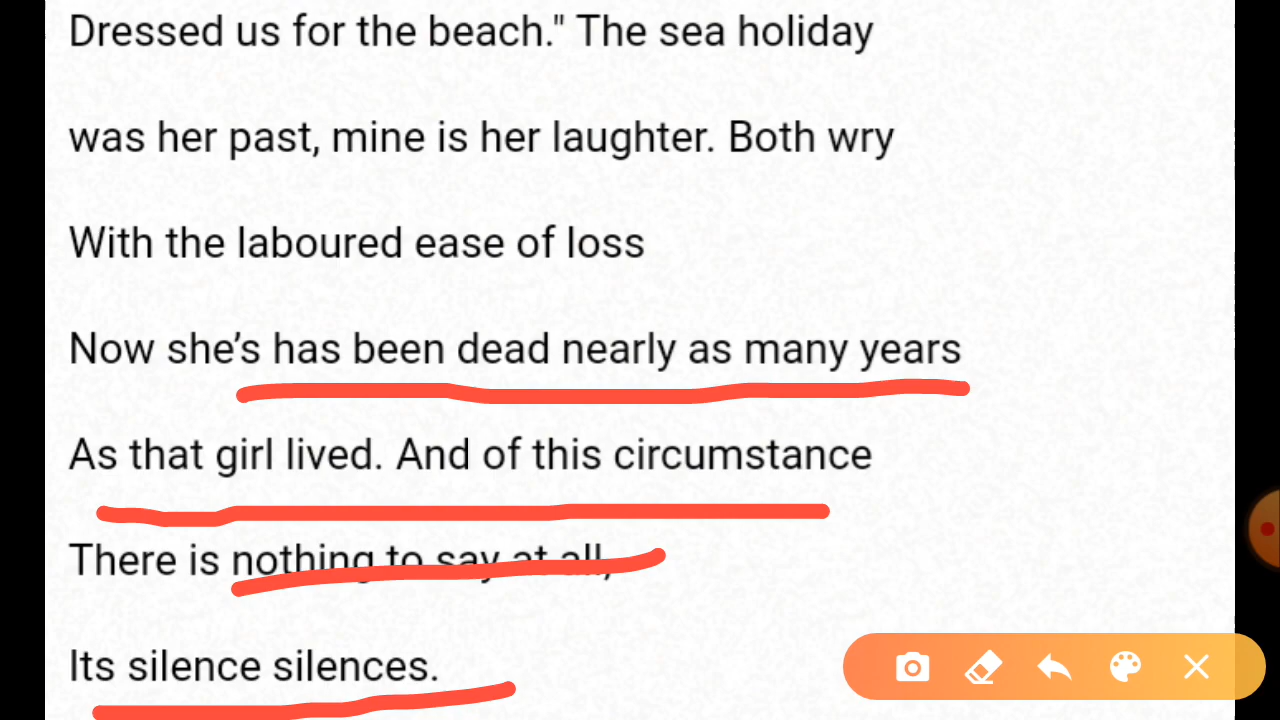 Dressed us for the beach." The sea holiday
was her past, mine is her laughter. Both wry
With the laboured ease of loss
Now she’s has been dead nearly as many years
As that girl lived. And of this circumstance
There is nothing to say at all,
Its silence silences.